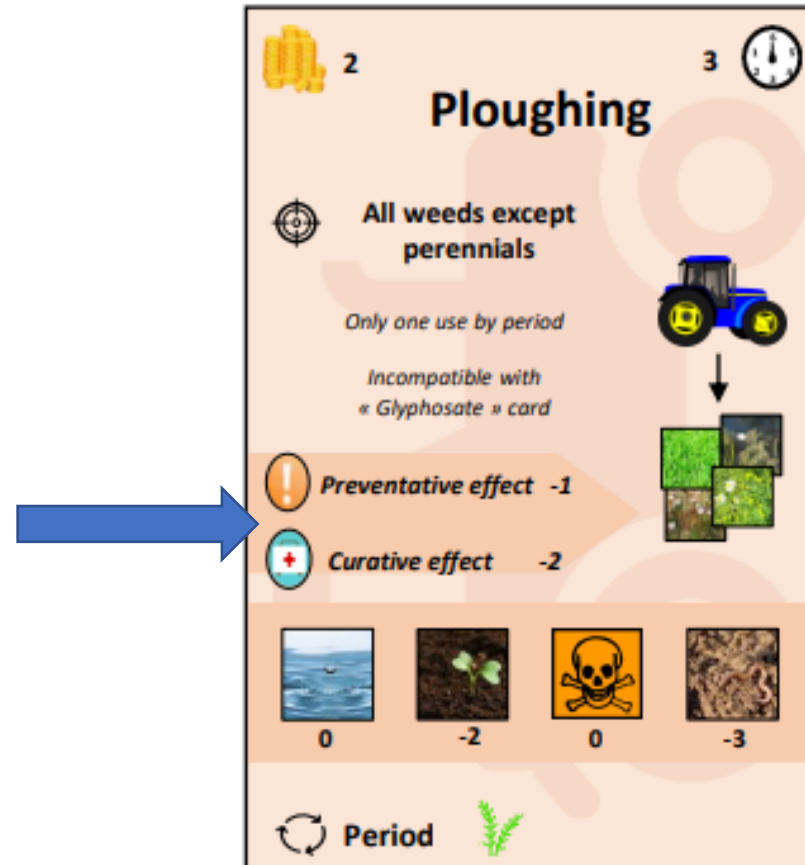 2 3
Ploughing
All weeds except
perennials
Only one use by period
Incompatible with
« Glyphosate » card
Preventative effect -1
Curative effect -2
0 -2 0 -3
Period